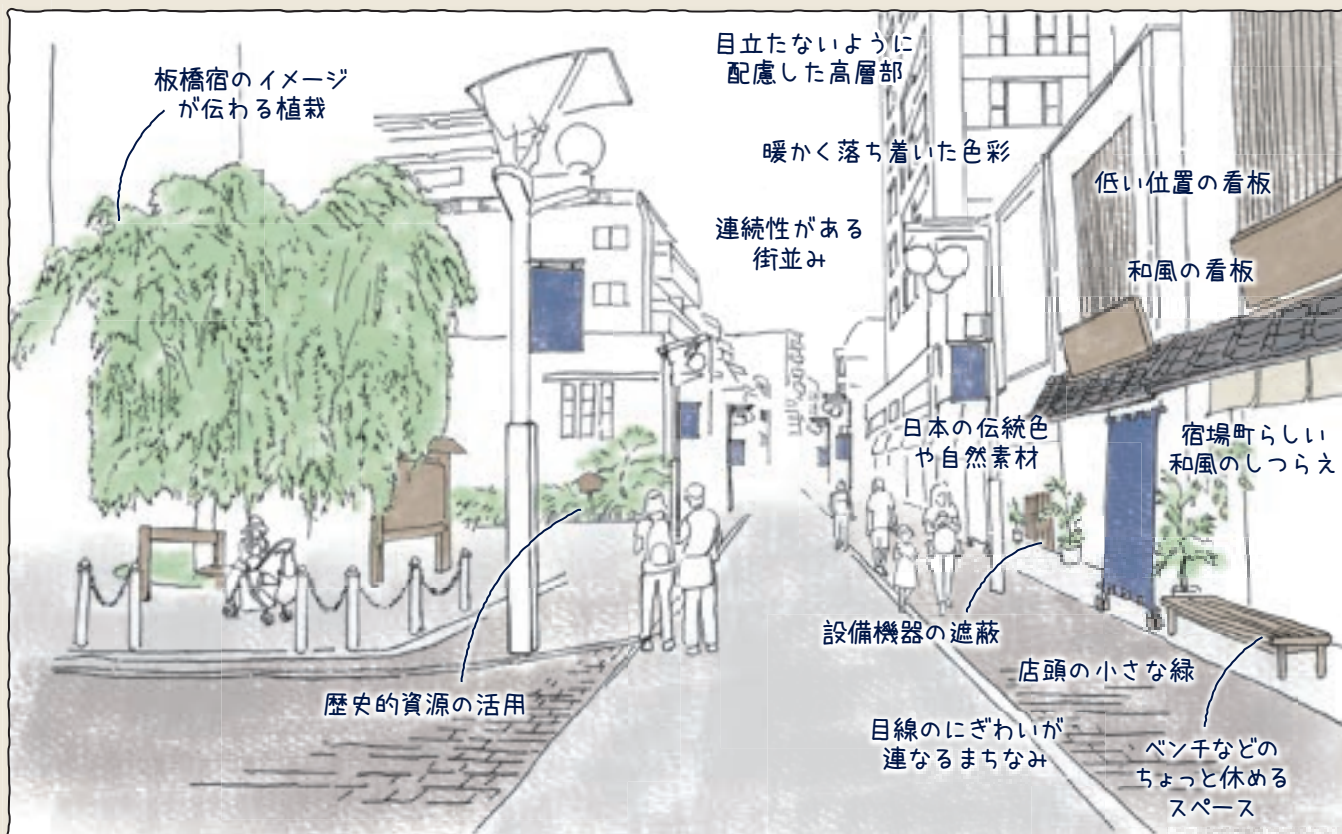 目立たないように
配慮した高層部
板橋宿のイメージ
が伝わる植栽
暖かく落ち着いた色彩
低い位置の看板
連続性がある
街並み
和風の看板
日本の伝統色
や自然素材
宿場町らしい
和風のしつらえ
設備機器の遮蔽
店頭の小さな緑
歴史的資源の活用
目線のにぎわいが
連なるまちなみ
ベンチなどの
ちょっと休める
スペース